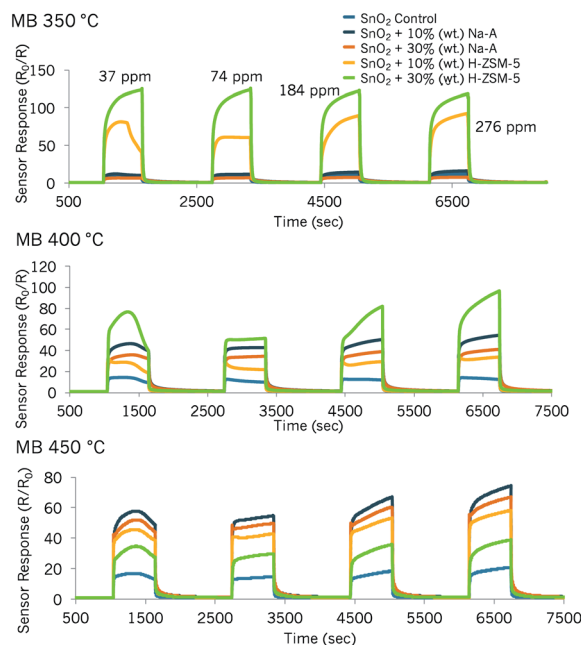 MB 350 °C
SnO2 Control
SnO2 + 10% (wt.) Na-A
SnO2 + 30% (wt.) Na-A
SnO2 + 10% (wt.) H-ZSM-5
SnO2 + 30% (wt.) H-ZSM-5
Sensor Response (R0/R)
150
100
50
0
37 ppm
74 ppm
184 ppm
276 ppm
500 2500 4500 6750
Time (sec)
MB 400 °C
Sensor Response (R0/R)
120
100
80
60
40
20
0
500 1500 2500 3500 4500 5500 6500 7500
Time (sec)
MB 450 °C
Sensor Response (R/R0)
80
60
40
20
0
500 1500 2500 3500 4500 5500 6500 7500
Time (sec)